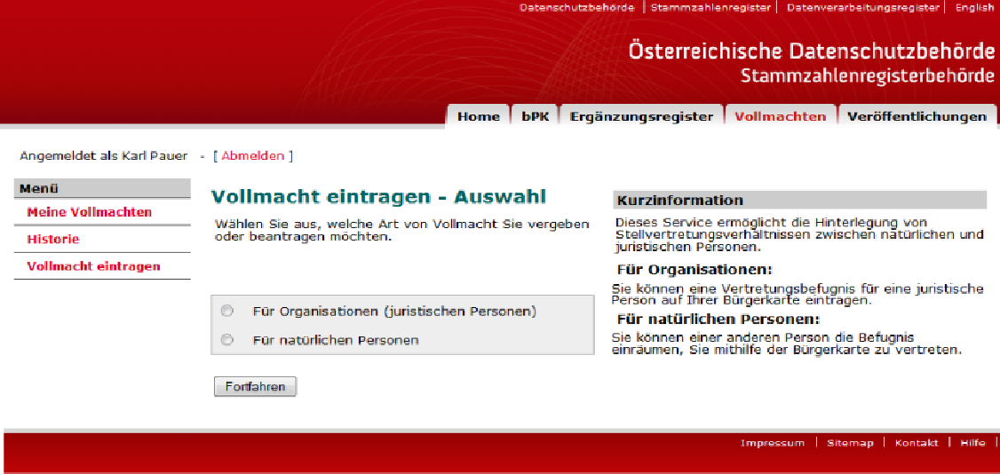 Datenschutzbehörde | Stammzahlenregister | Datenverarbeitungsregister | English
Österreichische Datenschutzbehörde
Stammzahlenregisterbehörde
Home bPK Ergänzungsregister Vollmachten Veröffentlichungen
Angemeldet als Karl Pauer - [ Abmelden ]
Menü
Meine Vollmachten
Historie
Vollmacht eintragen
Vollmacht eintragen - Auswahl
Wählen Sie aus, welche Art von Vollmacht Sie vergeben
oder beantragen möchten.
Für Organisationen (juristischen Personen)
Für natürlichen Personen
Fortfahren
Kurzinformation
Dieses Service ermöglicht die Hinterlegung von
Stellvertretungsverhältnissen zwischen natürlichen und
juristischen Personen.
Für Organisationen:
Sie können eine Vertretungsbefugnis für eine juristische
Person auf Ihrer Bürgerkarte eintragen.
Für natürlichen Personen:
Sie können einer anderen Person die Befugnis
einräumen, Sie mithilfe der Bürgerkarte zu vertreten.
Impressum | Sitemap | Kontakt | Hilfe |